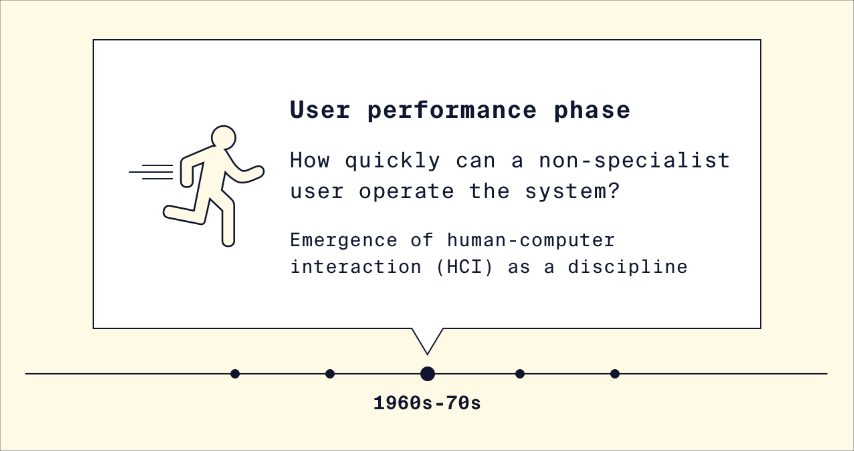 User performance phase
How quickly can a non-specialist
user operate the system?
Emergence of human-computer
interaction (HCI) as a discipline
1960s-70s